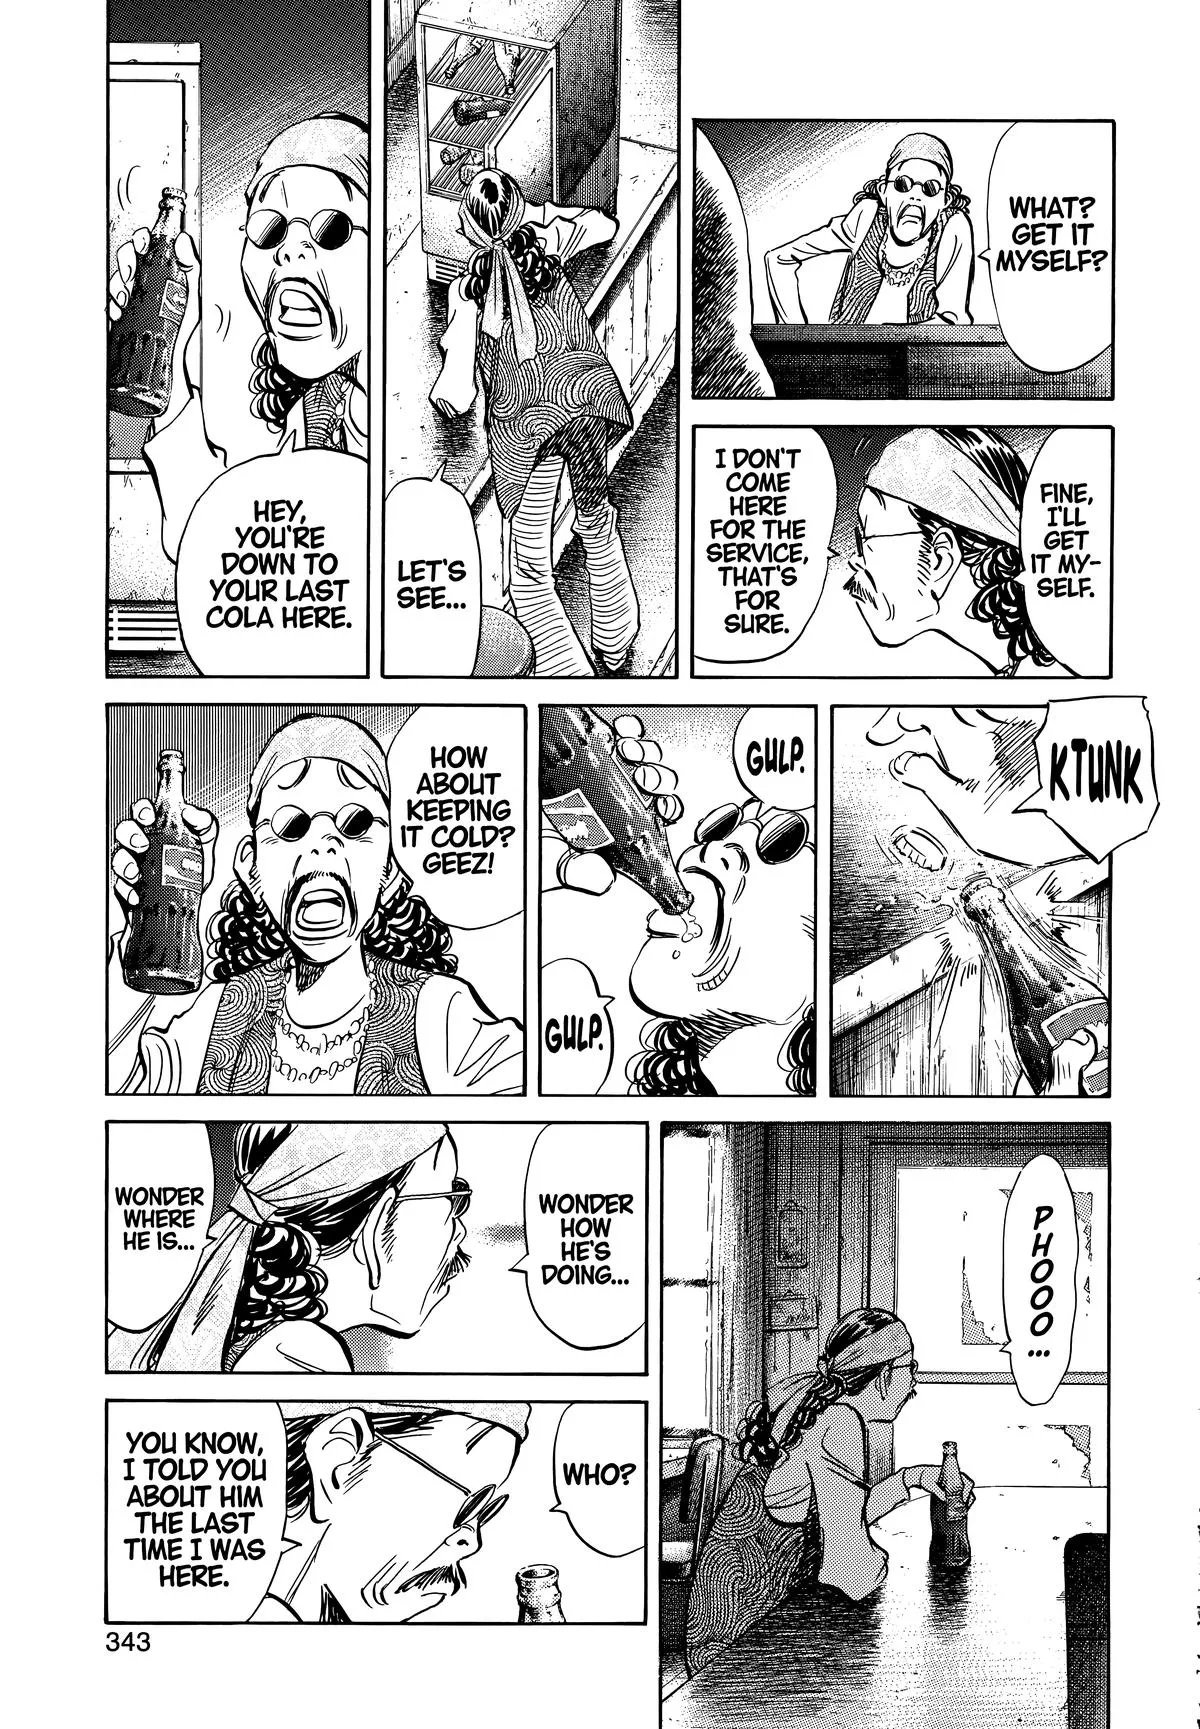 WHAT?
GET IT
MYSELF?
FINE,
I'LL
GET
IT MY-
SELF.
I DON'T
COME
HERE
FOR THE
SERVICE,
THAT'S
FOR
SURE.
LET'S
SEE...
HEY,
YOU'RE
DOWN TO
YOUR LAST
COLA HERE.
KTUNK
GULP.
GULP.
HOW
ABOUT
KEEPING
IT COLD?
GEEZ!
PHOOO...
WONDER
HOW
HE'S
DOING...
WONDER
WHERE
HE IS...
WHO?
YOU KNOW,
I TOLD YOU
ABOUT HIM
THE LAST
TIME I WAS
HERE.
343